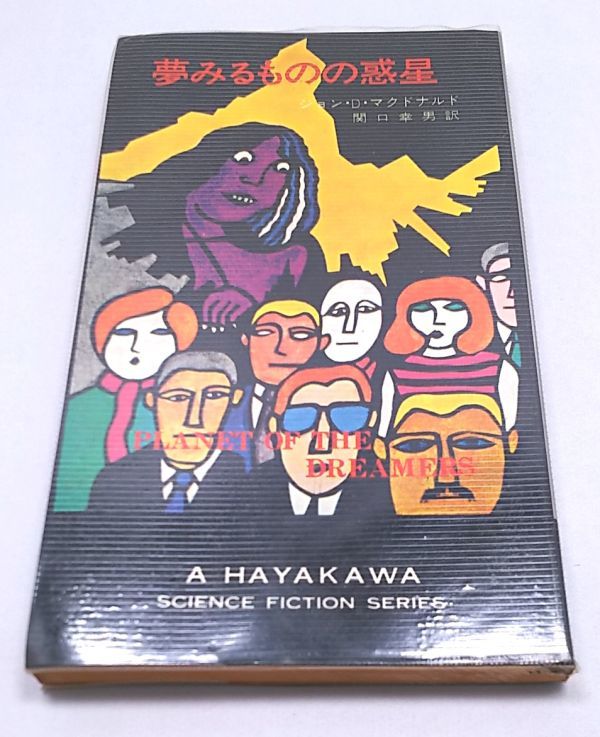 夢みるものの惑星
ジョン・D・マクドナルド
関口幸男訳
PLANET OF THE
DREAMERS
A HAYAKAWA
SCIENCE FICTION SERIES